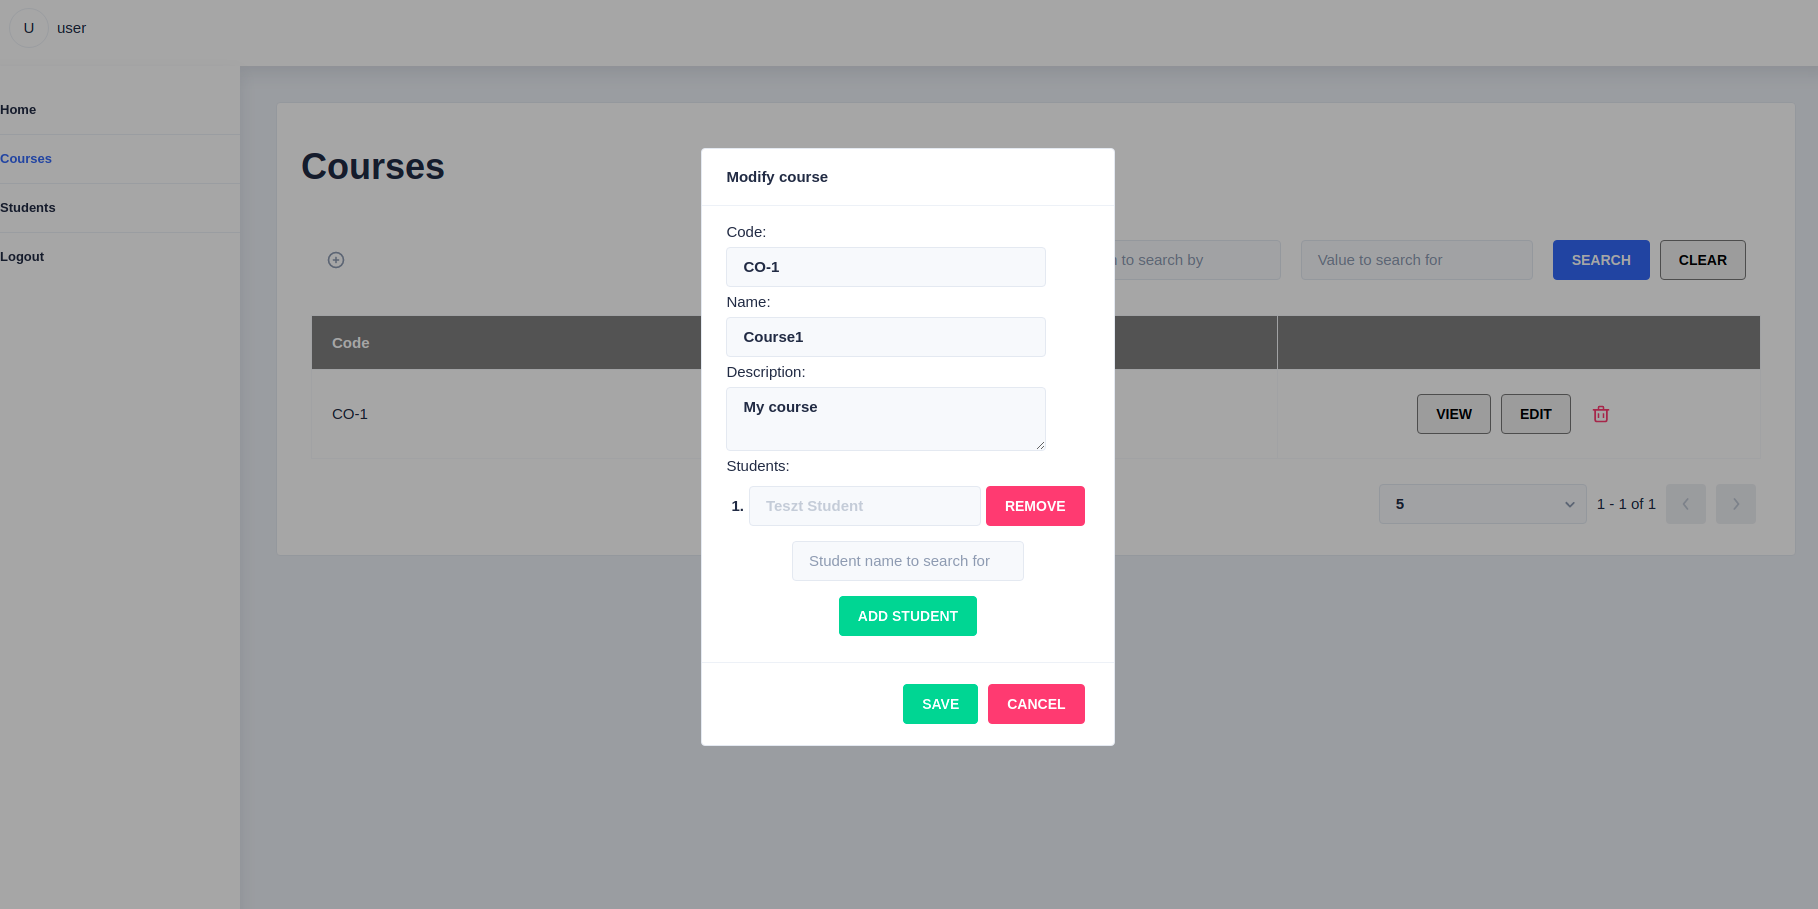 U user
Home
Courses
Students
Logout
Courses
to search by
Value to search for
SEARCH
CLEAR
Code
CO-1
VIEW
EDIT
5
1 - 1 of 1
Modify course
Code:
CO-1
Name:
Course1
Description:
My course
Students:
1. Teszt Student REMOVE
Student name to search for
ADD STUDENT
SAVE CANCEL